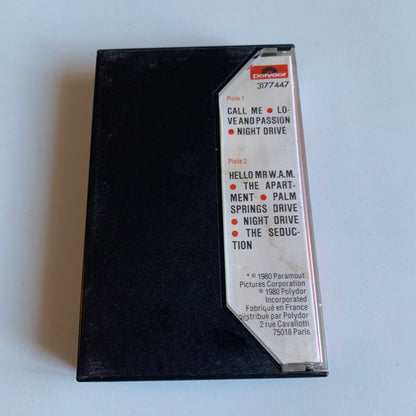 Polydor
3177447
Piste 1
CALL ME ● LO-
VE AND PASSION
● NIGHT DRIVE
Piste 2
HELLO MR W.A.M.
● THE APART-
MENT ● PALM
SPRINGS DRIVE
● NIGHT DRIVE
● THE SEDUC-
TION
* ℗ 1980 Paramout
Pictures Corporation
℗ 1980 Polydor
Incorporated
Fabriqué en France
Distribué par Polydor
2 rue Cavallotti
75018 Paris